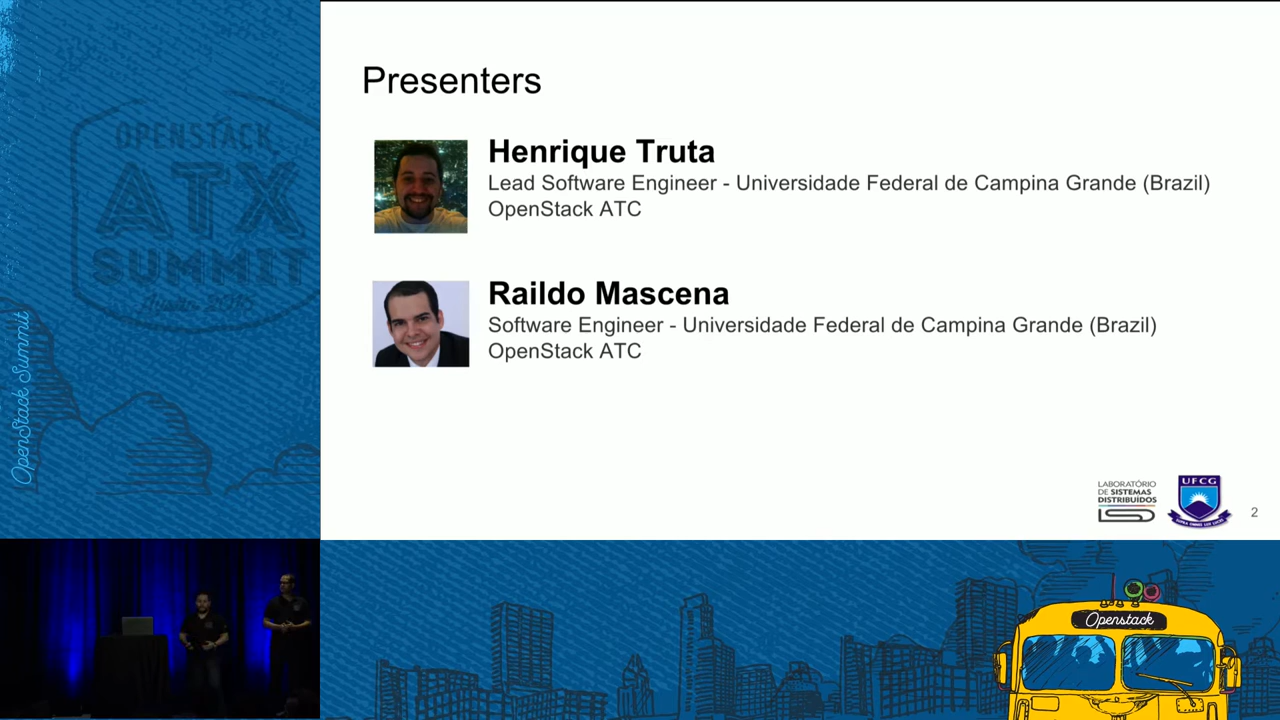 Presenters
Henrique Truta
Lead Software Engineer - Universidade Federal de Campina Grande (Brazil)
OpenStack ATC
Raildo Mascena
Software Engineer - Universidade Federal de Campina Grande (Brazil)
OpenStack ATC
LABORATÓRIO
DE SISTEMAS
DISTRIBUÍDOS
UFCG
2
OPENSTACK
ATX
SUMMIT
Austin 2016
OpenStack Summit
Openstack